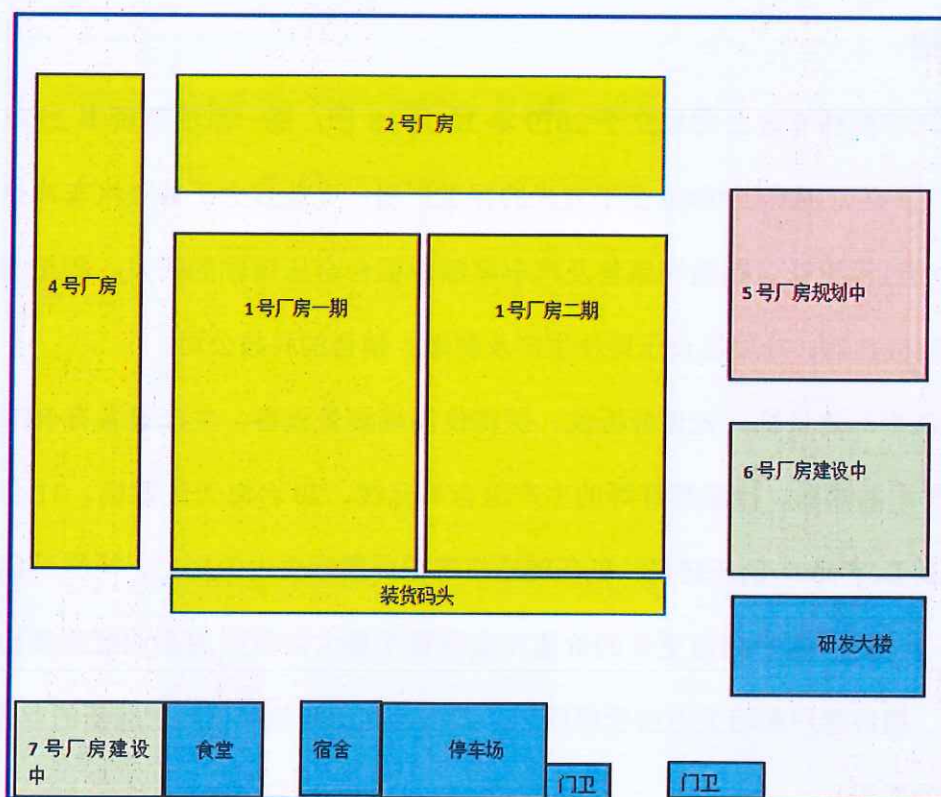 2号厂房
4号厂房
1号厂房一期
1号厂房二期
5号厂房规划中
6号厂房建设中
装货码头
研发大楼
7号厂房建设
中
食堂
宿舍
停车场
门卫
门卫